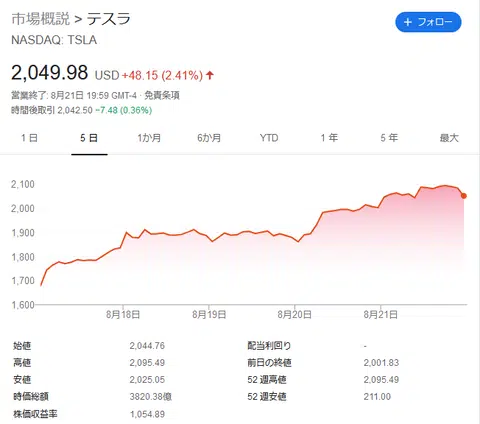 市場概説 > テスラ
+ フォロー
NASDAQ: TSLA
2,049.98 USD +48.15 (2.41%) ↑
営業終了: 8月21日 19:59 GMT-4 · 免責条項
時間後取引 2,042.50 −7.48 (0.36%)
1 日 5 日 1か月 6か月 YTD 1 年 5 年 最大
2,100
2,000
1,900
1,800
1,700
1,600
8月18日 8月19日 8月20日 8月21日
始値 2,044.76 配当利回り -
高値 2,095.49 前日の終値 2,001.83
安値 2,025.05 52 週高値 2,095.49
時価総額 3820.38億 52 週安値 211.00
株価収益率 1,054.89